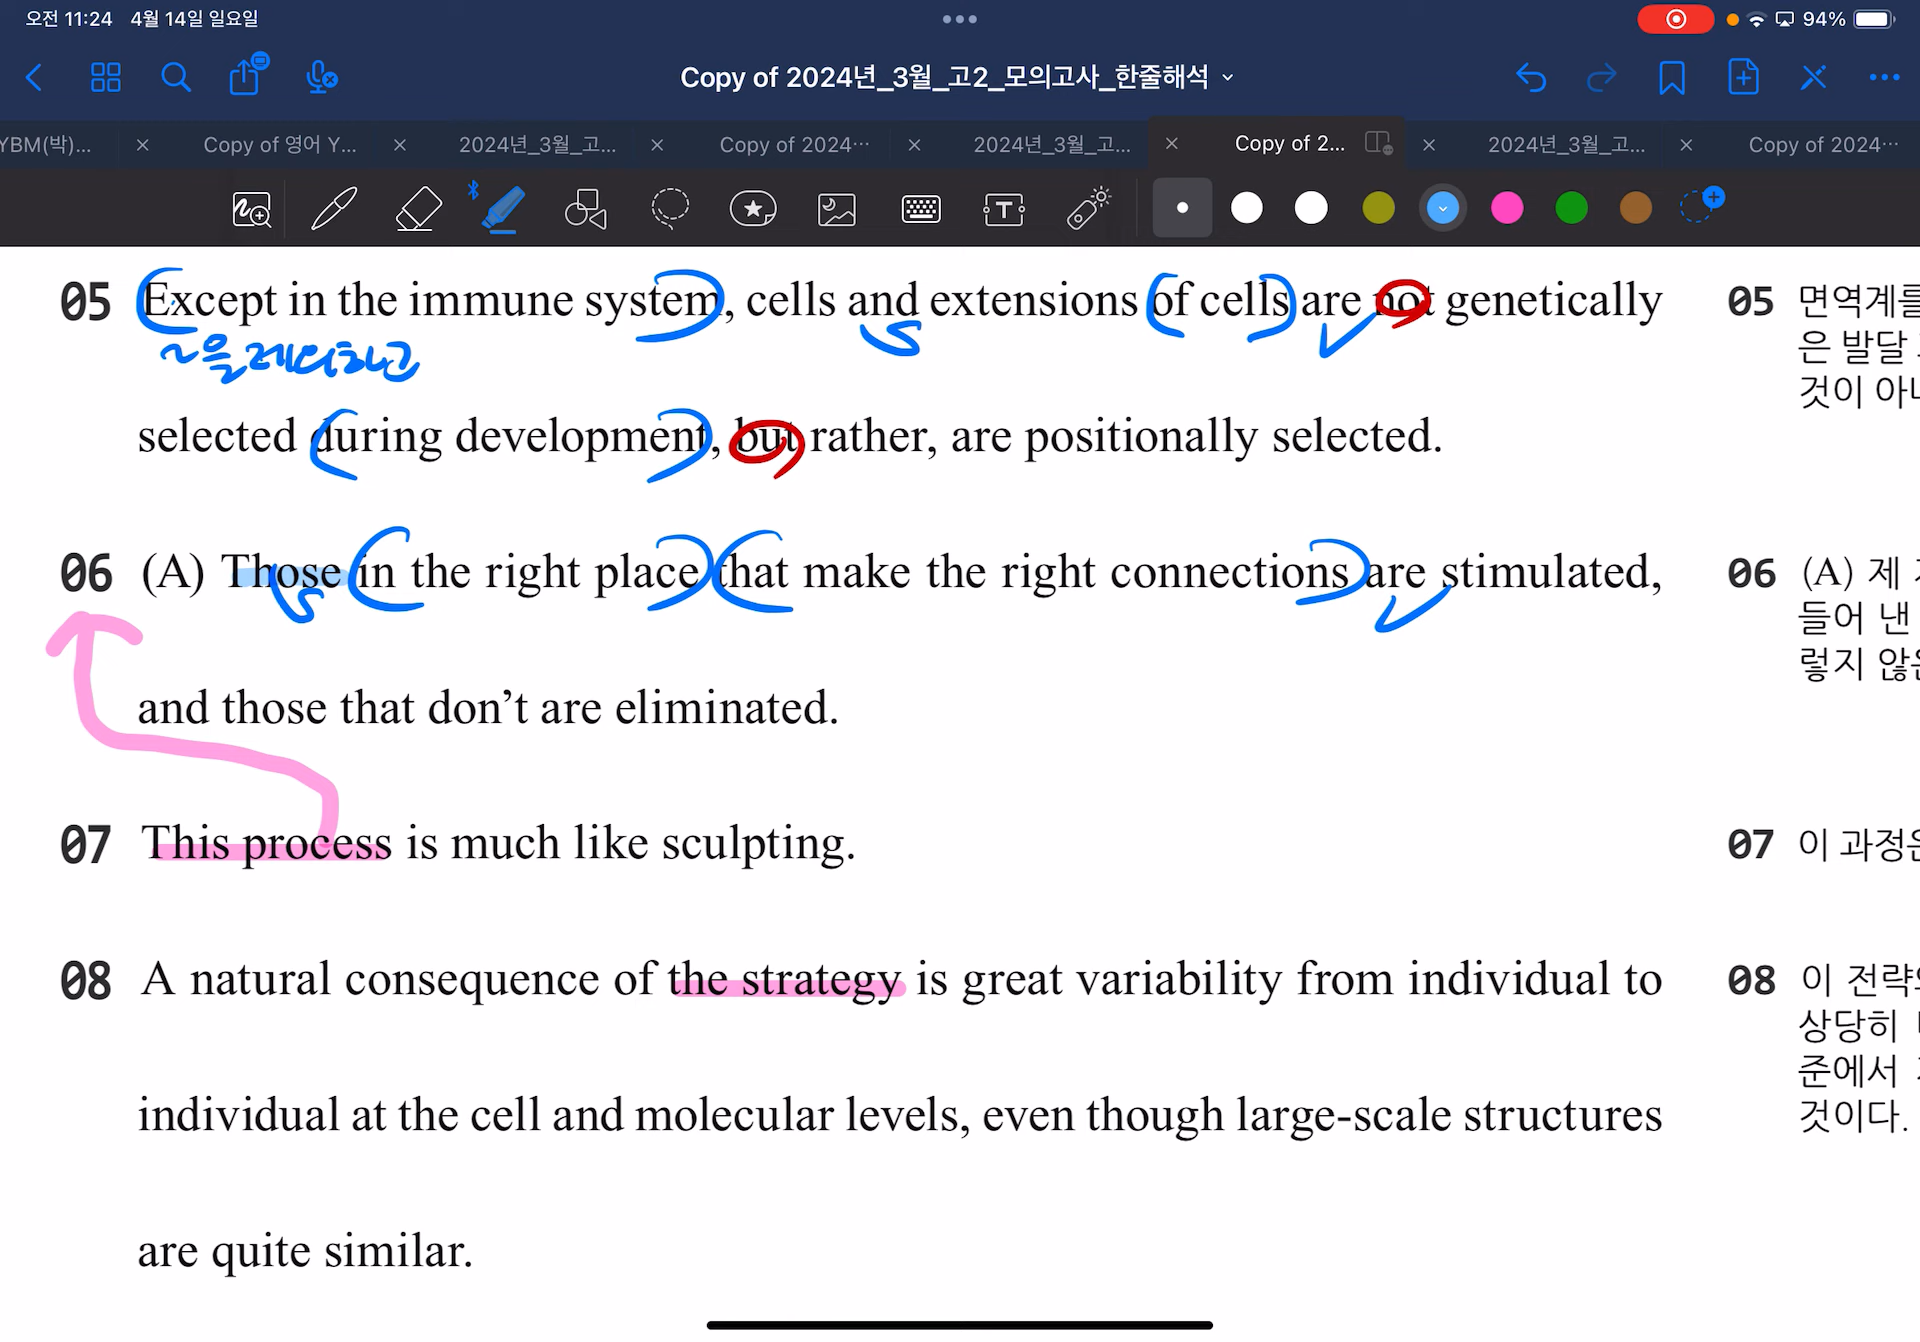 오전 11:24 4월 14일 일요일
94%
Copy of 2024년_3월_고2_모의고사_한줄해석
YBM(박)...
Copy of 영어 Y...
2024년_3월_고...
Copy of 2024...
2024년_3월_고...
Copy of 2...
2024년_3월_고...
Copy of 2024...
05 Except in the immune system, cells and extensions of cells are not genetically
S V
~을 제외하고
selected during development, but rather, are positionally selected.
06 (A) Those in the right place that make the right connections are stimulated,
S V
and those that don't are eliminated.
07 This process is much like sculpting.
08 A natural consequence of the strategy is great variability from individual to
individual at the cell and molecular levels, even though large-scale structures
are quite similar.
05 면역계를
은 발달
것이 아니
06 (A) 제
들어 낸
렇지 않은
07 이 과정은
08 이 전략의
상당히
준에서
것이다.